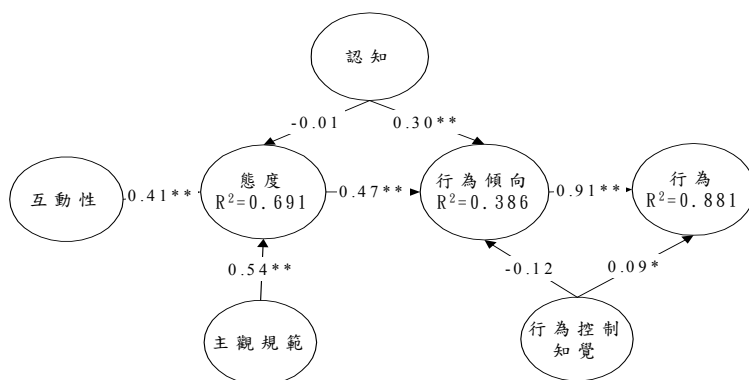 認知
-0.01
0.30**
態度
R²=0.691
行為傾向
R²=0.386
行為
R²=0.881
互動性
0.41**
0.47**
0.91**
0.54**
-0.12
0.09*
主觀規範
行為控制
知覺